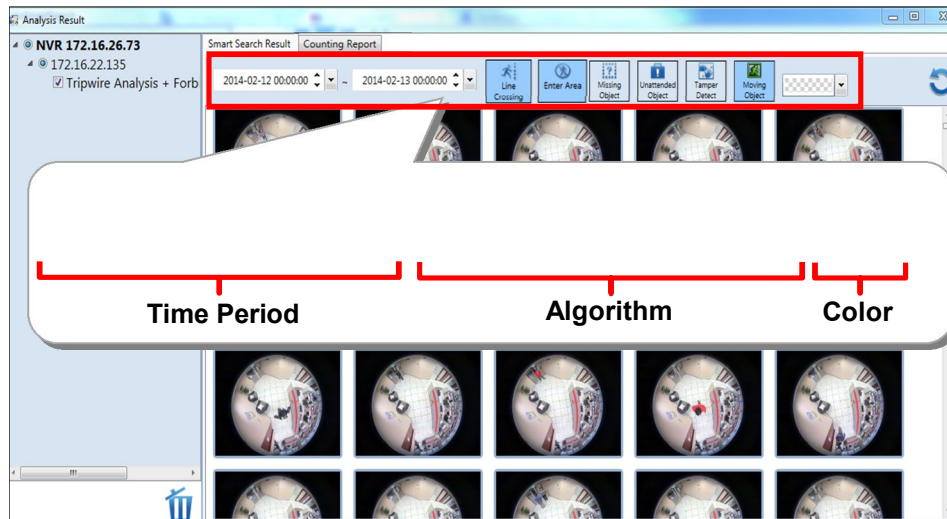 Analysis Result
NVR 172.16.26.73
172.16.22.135
Tripwire Analysis + Forb
Smart Search Result
Counting Report
2014-02-12 00:00:00 ~ 2014-02-13 00:00:00
Line
Crossing
Enter Area
Missing
Object
Unattended
Object
Tamper
Detect
Moving
Object
Time Period
Algorithm
Color